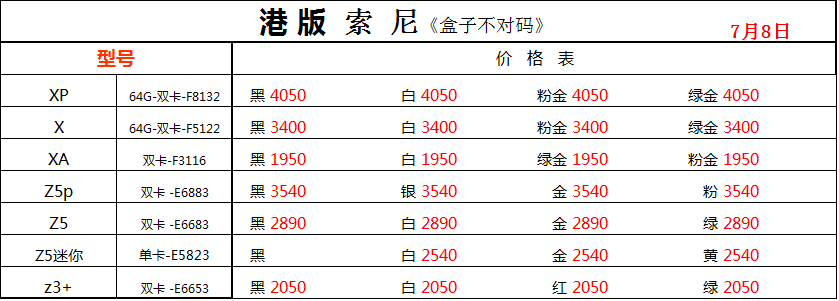 港版 索 尼《盒子不对码》 7月8日
型号 价 格 表
XP 64G-双卡-F8132 黑 4050 白 4050 粉金 4050 绿金 4050
X 64G-双卡-F5122 黑 3400 白 3400 粉金 3400 绿金 3400
XA 双卡-F3116 黑 1950 白 1950 绿金 1950 粉金 1950
Z5p 双卡 -E6883 黑 3540 银 3540 金 3540 粉 3540
Z5 双卡 -E6683 黑 2890 白 2890 金 2890 绿 2890
Z5迷你 单卡-E5823 黑 白 2540 金 2540 黄 2540
z3+ 双卡 -E6653 黑 2050 白 2050 红 2050 绿 2050